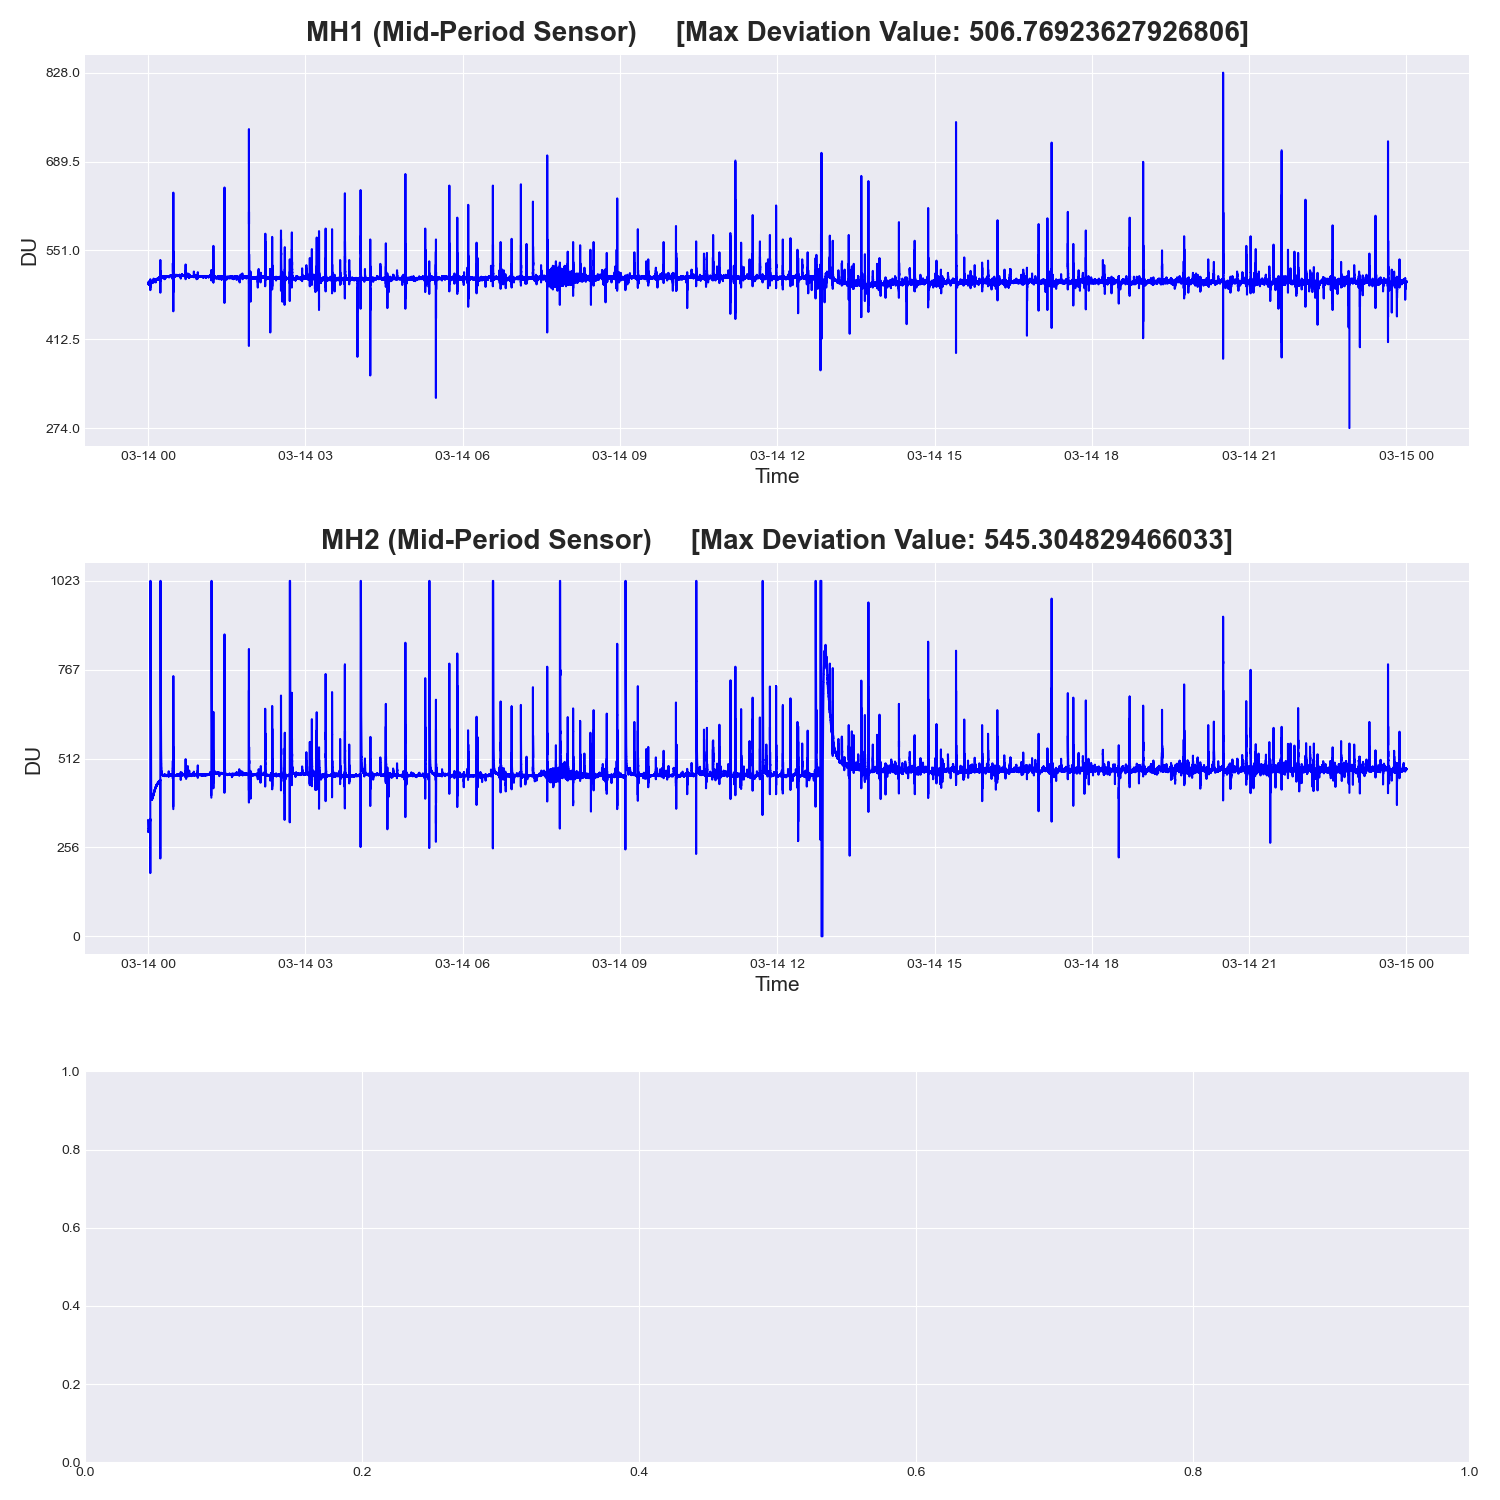 MH1 (Mid-Period Sensor) [Max Deviation Value: 506.76923627926806]
828.0
689.5
551.0
412.5
274.0
DU
03-14 00 03-14 03 03-14 06 03-14 09 03-14 12 03-14 15 03-14 18 03-14 21 03-15 00
Time
MH2 (Mid-Period Sensor) [Max Deviation Value: 545.304829466033]
1023
767
512
256
0
DU
03-14 00 03-14 03 03-14 06 03-14 09 03-14 12 03-14 15 03-14 18 03-14 21 03-15 00
Time
1.0
0.8
0.6
0.4
0.2
0.0
0.0 0.2 0.4 0.6 0.8 1.0